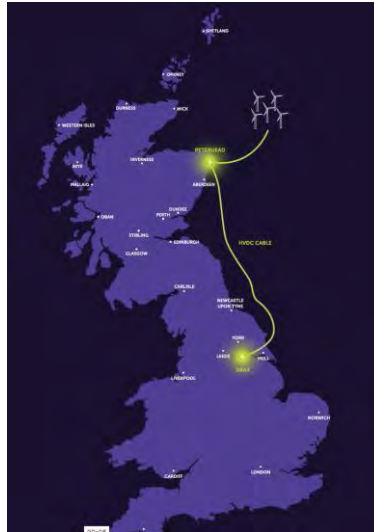 SHETLAND
ORKNEY
DURNESS
WICK
WESTERN ISLES
PETERHEAD
SKYE
INVERNESS
MALLAIG
ABERDEEN
DUNDEE
OBAN
PERTH
STIRLING
EDINBURGH
HVDC CABLE
GLASGOW
CARLISLE
NEWCASTLE
UPON TYNE
YORK
LEEDS
HULL
DRAX
LIVERPOOL
NORWICH
CARDIFF
LONDON